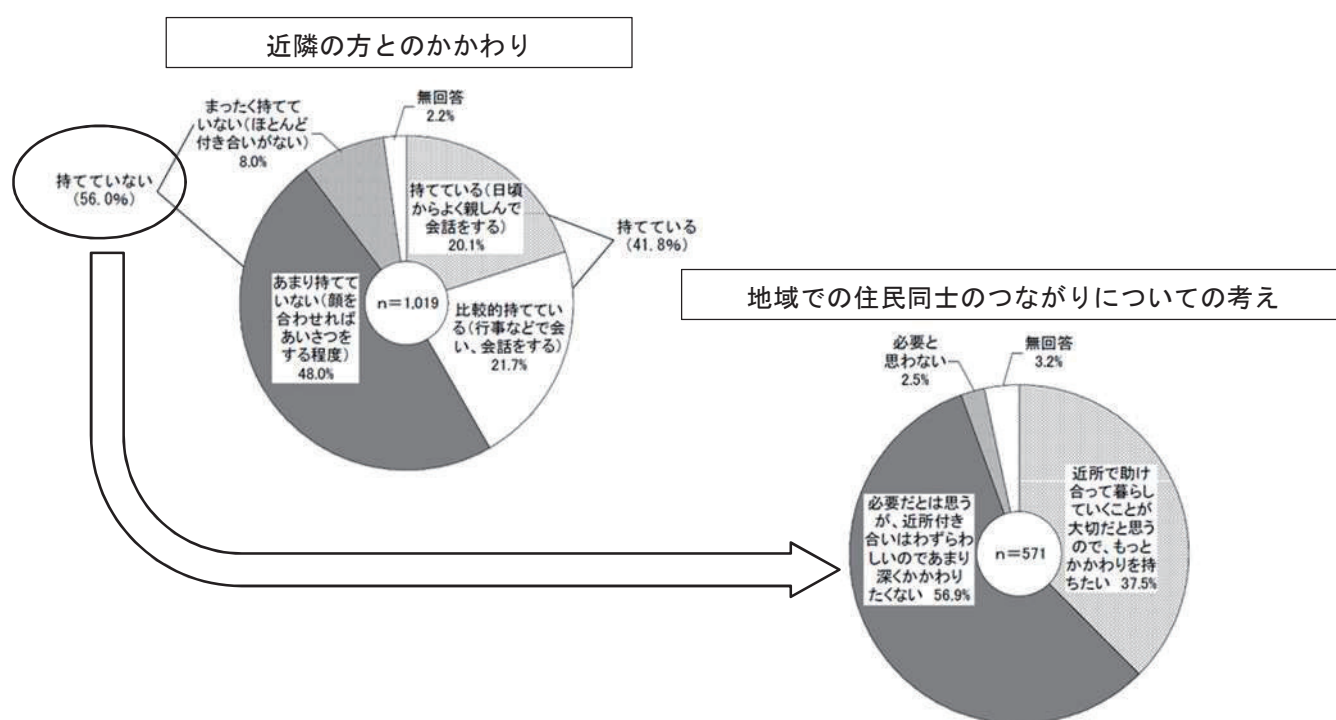 近隣の方とのかかわり
まったく持てて
いない(ほとんど
付き合いがない)
8.0%
無回答
2.2%
持てていない
(56.0%)
持てている(日頃
からよく親しんで
会話をする)
20.1%
持てている
(41.8%)
あまり持てて
いない(顔を
合わせれば
あいさつを
する程度)
48.0%
n=1,019
比較的持ててい
る(行事などで会
い、会話をする)
21.7%
地域での住民同士のつながりについての考え
必要と
思わない
2.5%
無回答
3.2%
必要だとは思う
が、近所付き
合いはわずらわ
しいのであまり
深くかかわり
たくない 56.9%
n=571
近所で助け
合って暮らし
ていくことが
大切だと思う
ので、もっと
かかわりを持
ちたい 37.5%